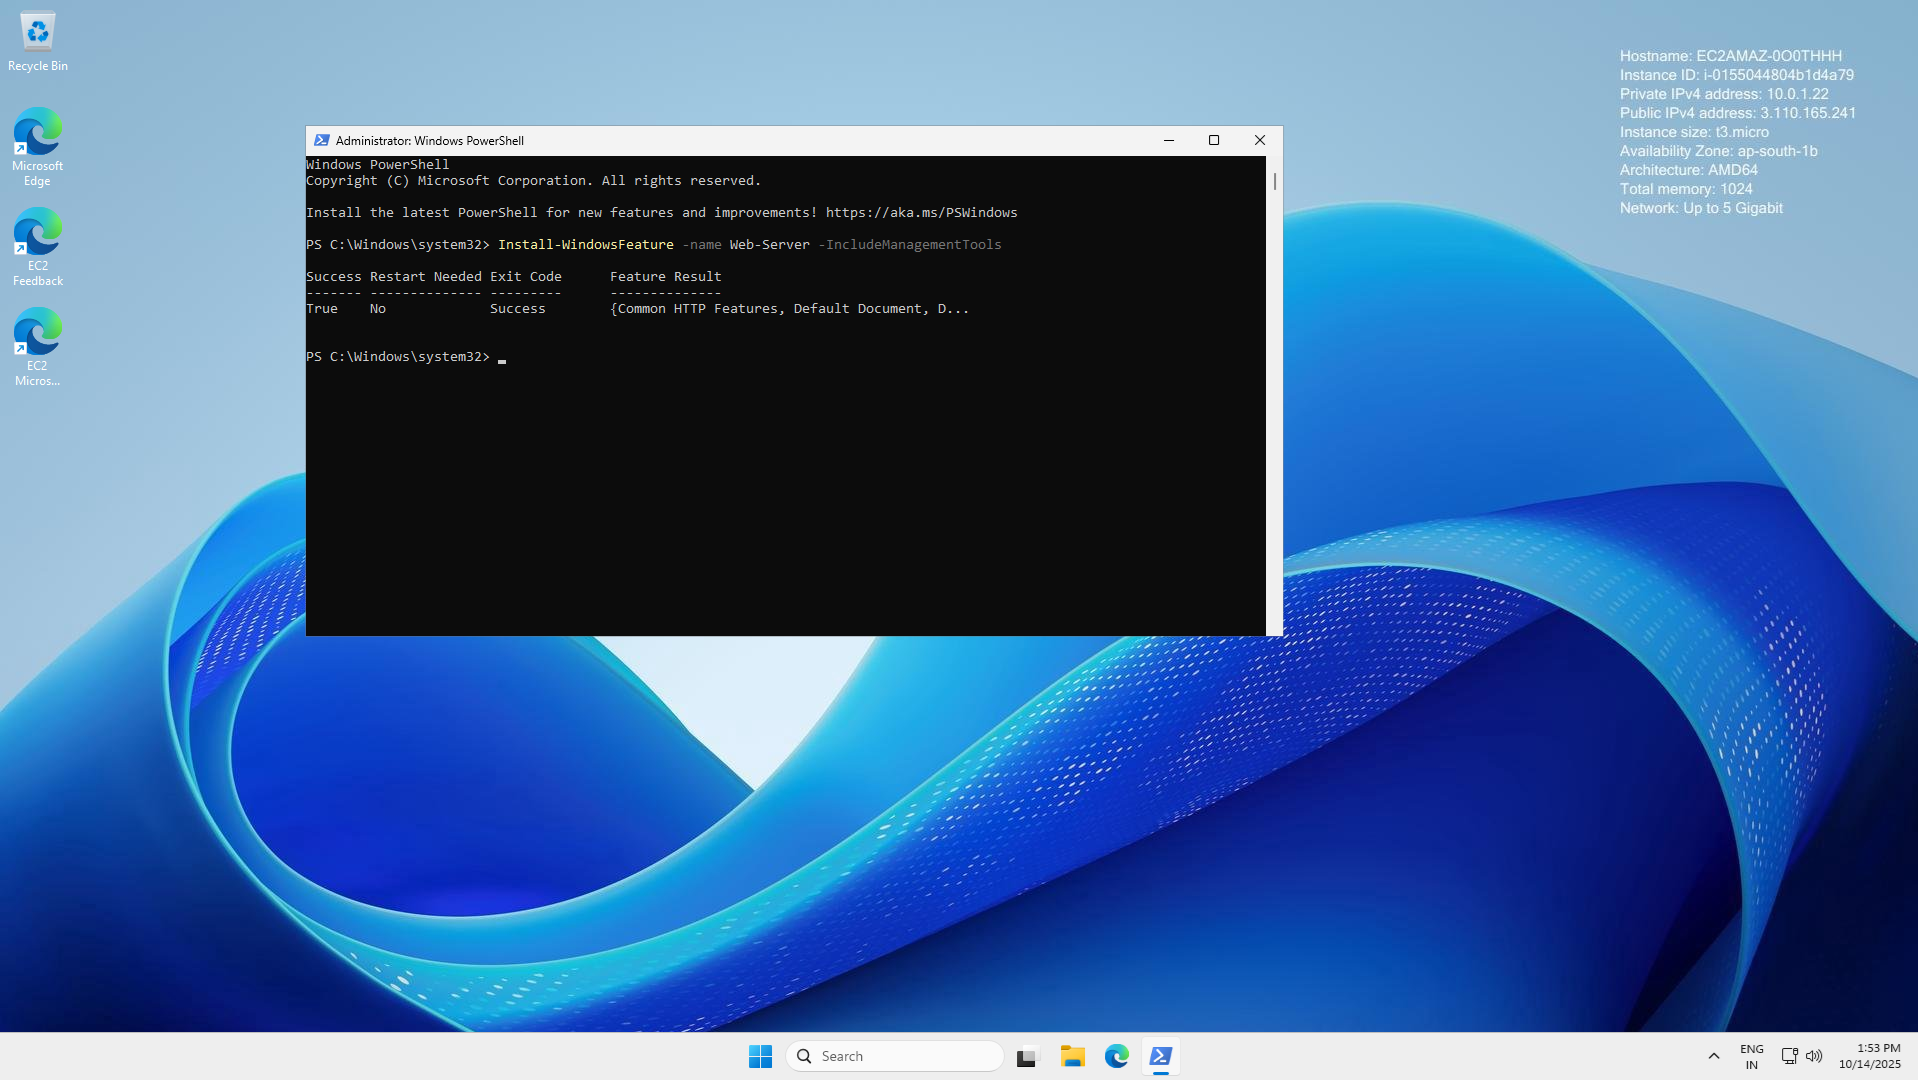 Recycle Bin
Microsoft
Edge
EC2
Feedback
EC2
Micros...
Hostname: EC2AMAZ-0O0THHH
Instance ID: i-0155044804b1d4a79
Private IPv4 address: 10.0.1.22
Public IPv4 address: 3.110.165.241
Instance size: t3.micro
Availability Zone: ap-south-1b
Architecture: AMD64
Total memory: 1024
Network: Up to 5 Gigabit
Administrator: Windows PowerShell
Windows PowerShell
Copyright (C) Microsoft Corporation. All rights reserved.
Install the latest PowerShell for new features and improvements! https://aka.ms/PSWindows
PS C:\Windows\system32> Install-WindowsFeature -name Web-Server -IncludeManagementTools
Success Restart Needed Exit Code      Feature Result
------- -------------- ---------      --------------
True    No             Success        {Common HTTP Features, Default Document, D...
PS C:\Windows\system32> _
Search
ENG
IN
1:53 PM
10/14/2025